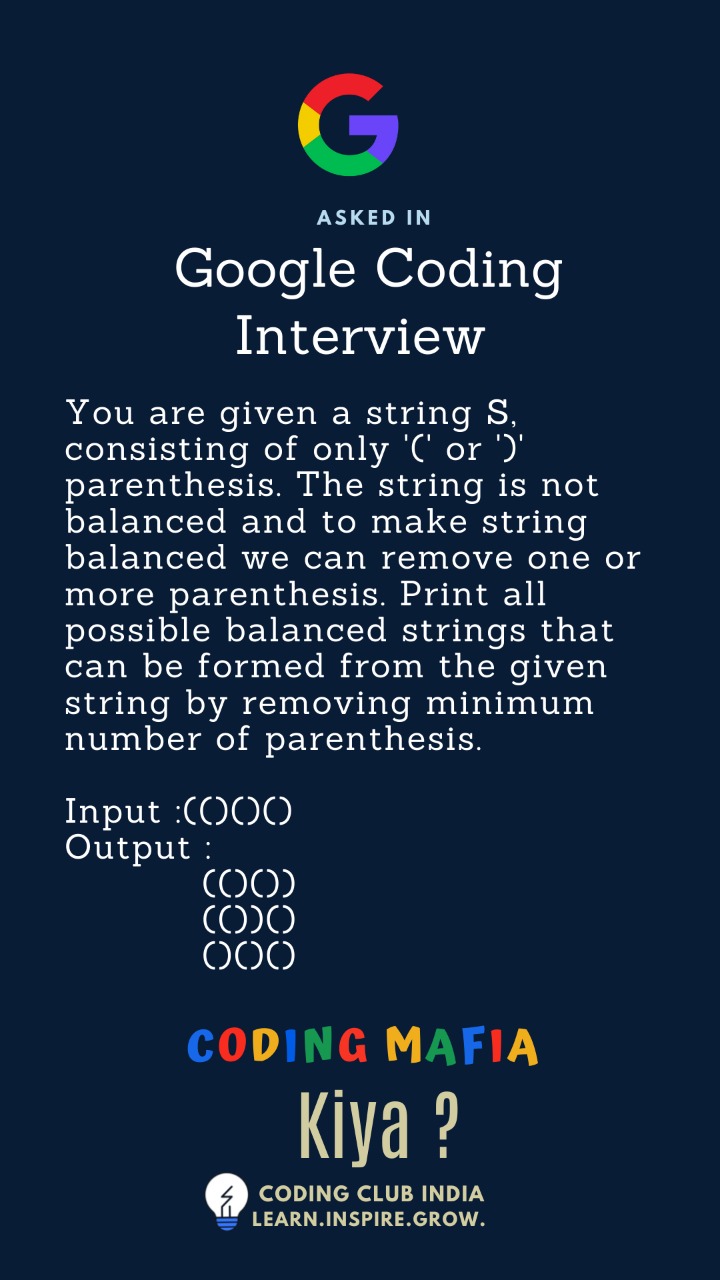 ASKED IN
Google Coding
Interview
You are given a string S,
consisting of only '(' or ')'
parenthesis. The string is not
balanced and to make string
balanced we can remove one or
more parenthesis. Print all
possible balanced strings that
can be formed from the given
string by removing minimum
number of parenthesis.
Input :(()()()
Output :
(()())
(())()
()()()
CODING MAFIA
Kiya ?
CODING CLUB INDIA
LEARN.INSPIRE.GROW.